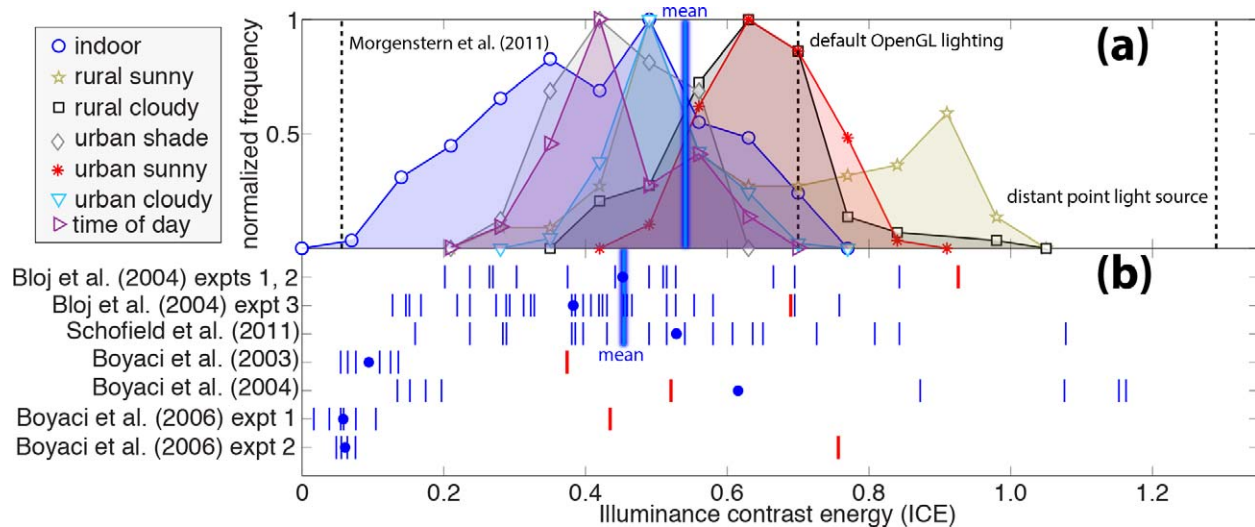 indoor
rural sunny
rural cloudy
urban shade
urban sunny
urban cloudy
time of day
normalized frequency
1
0.5
mean
Morgenstern et al. (2011)
default OpenGL lighting
(a)
distant point light source
(b)
Bloj et al. (2004) expts 1, 2
Bloj et al. (2004) expt 3
Schofield et al. (2011)
mean
Boyaci et al. (2003)
Boyaci et al. (2004)
Boyaci et al. (2006) expt 1
Boyaci et al. (2006) expt 2
0 0.2 0.4 0.6 0.8 1.0 1.2
Illuminance contrast energy (ICE)